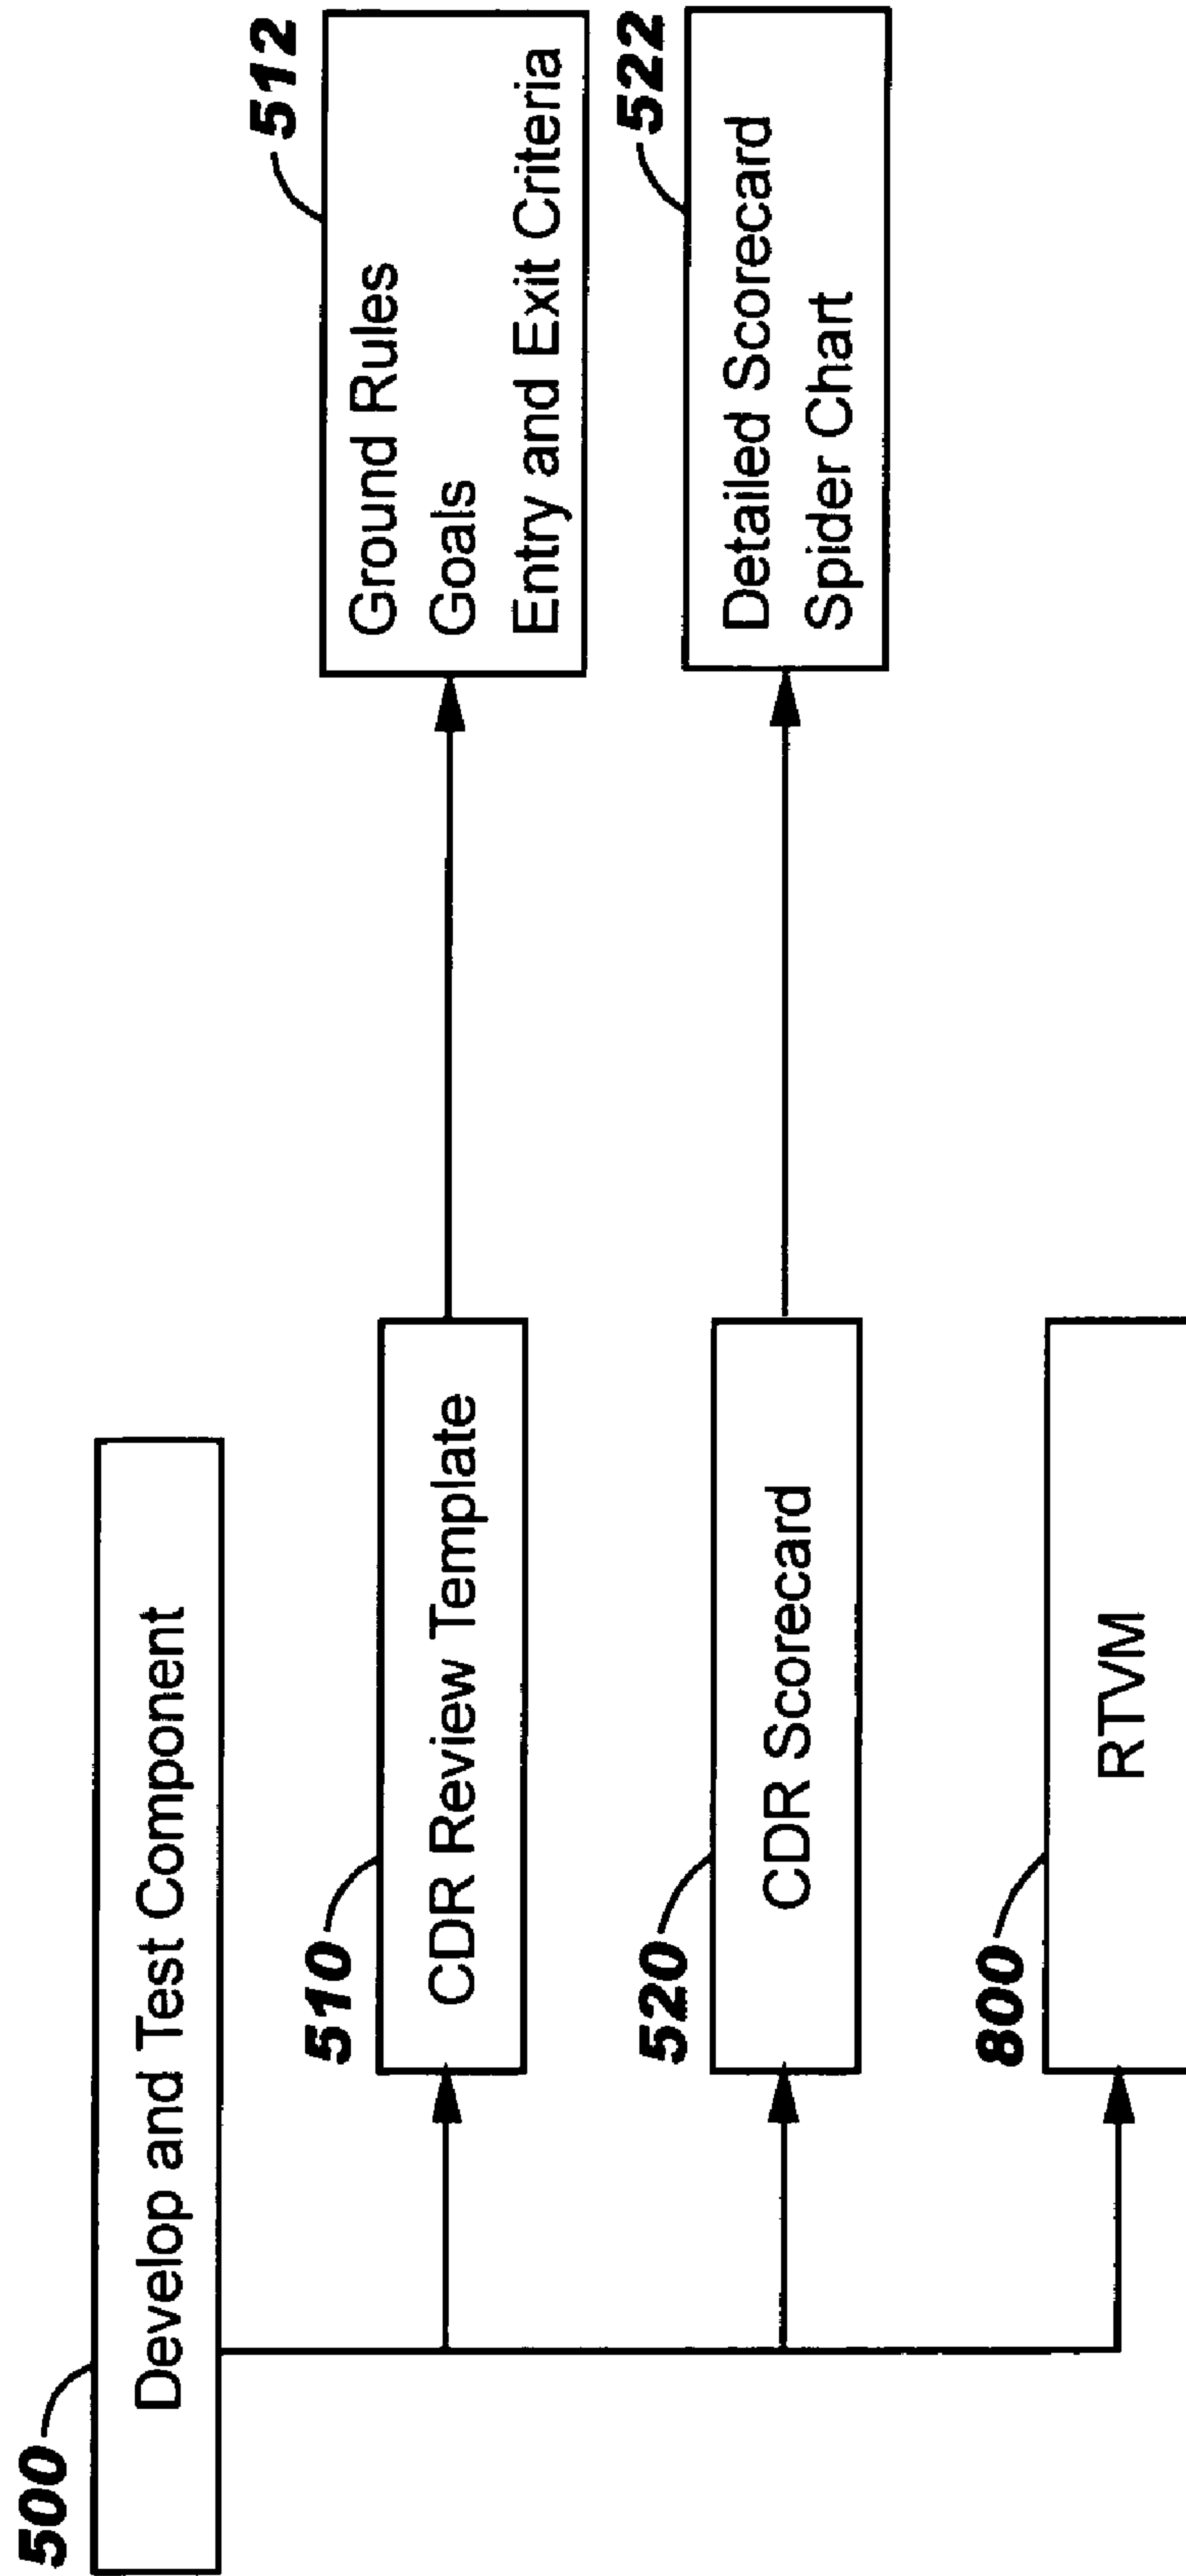 500
Develop and Test Component
510
CDR Review Template
512
Ground Rules
Goals
Entry and Exit Criteria
520
CDR Scorecard
522
Detailed Scorecard
Spider Chart
800
RTVM